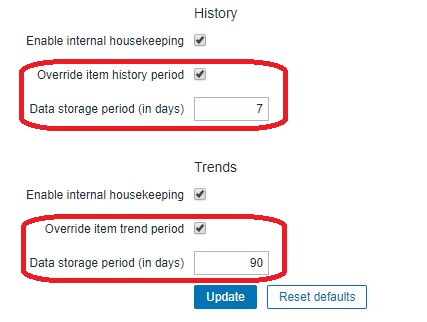 History
Enable internal housekeeping
Override item history period
Data storage period (in days) 7
Trends
Enable internal housekeeping
Override item trend period
Data storage period (in days) 90
Update Reset defaults